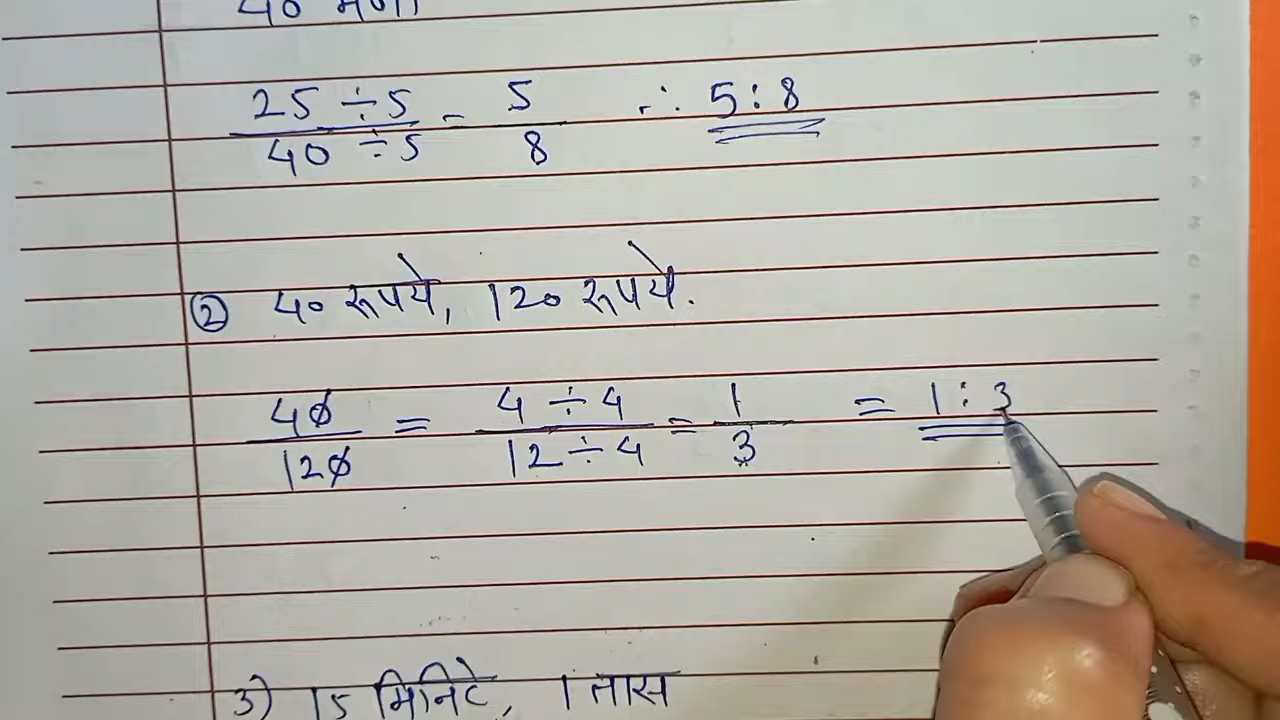 40
25 ÷5 / 40 ÷5 = 5 / 8 ∴ 5:8
② 40 रूपये, 120 रूपये.
40 / 120 = 4 ÷ 4 / 12 ÷ 4 = 1 / 3 = 1:3
3) 15 मिनिटे, 1 तास